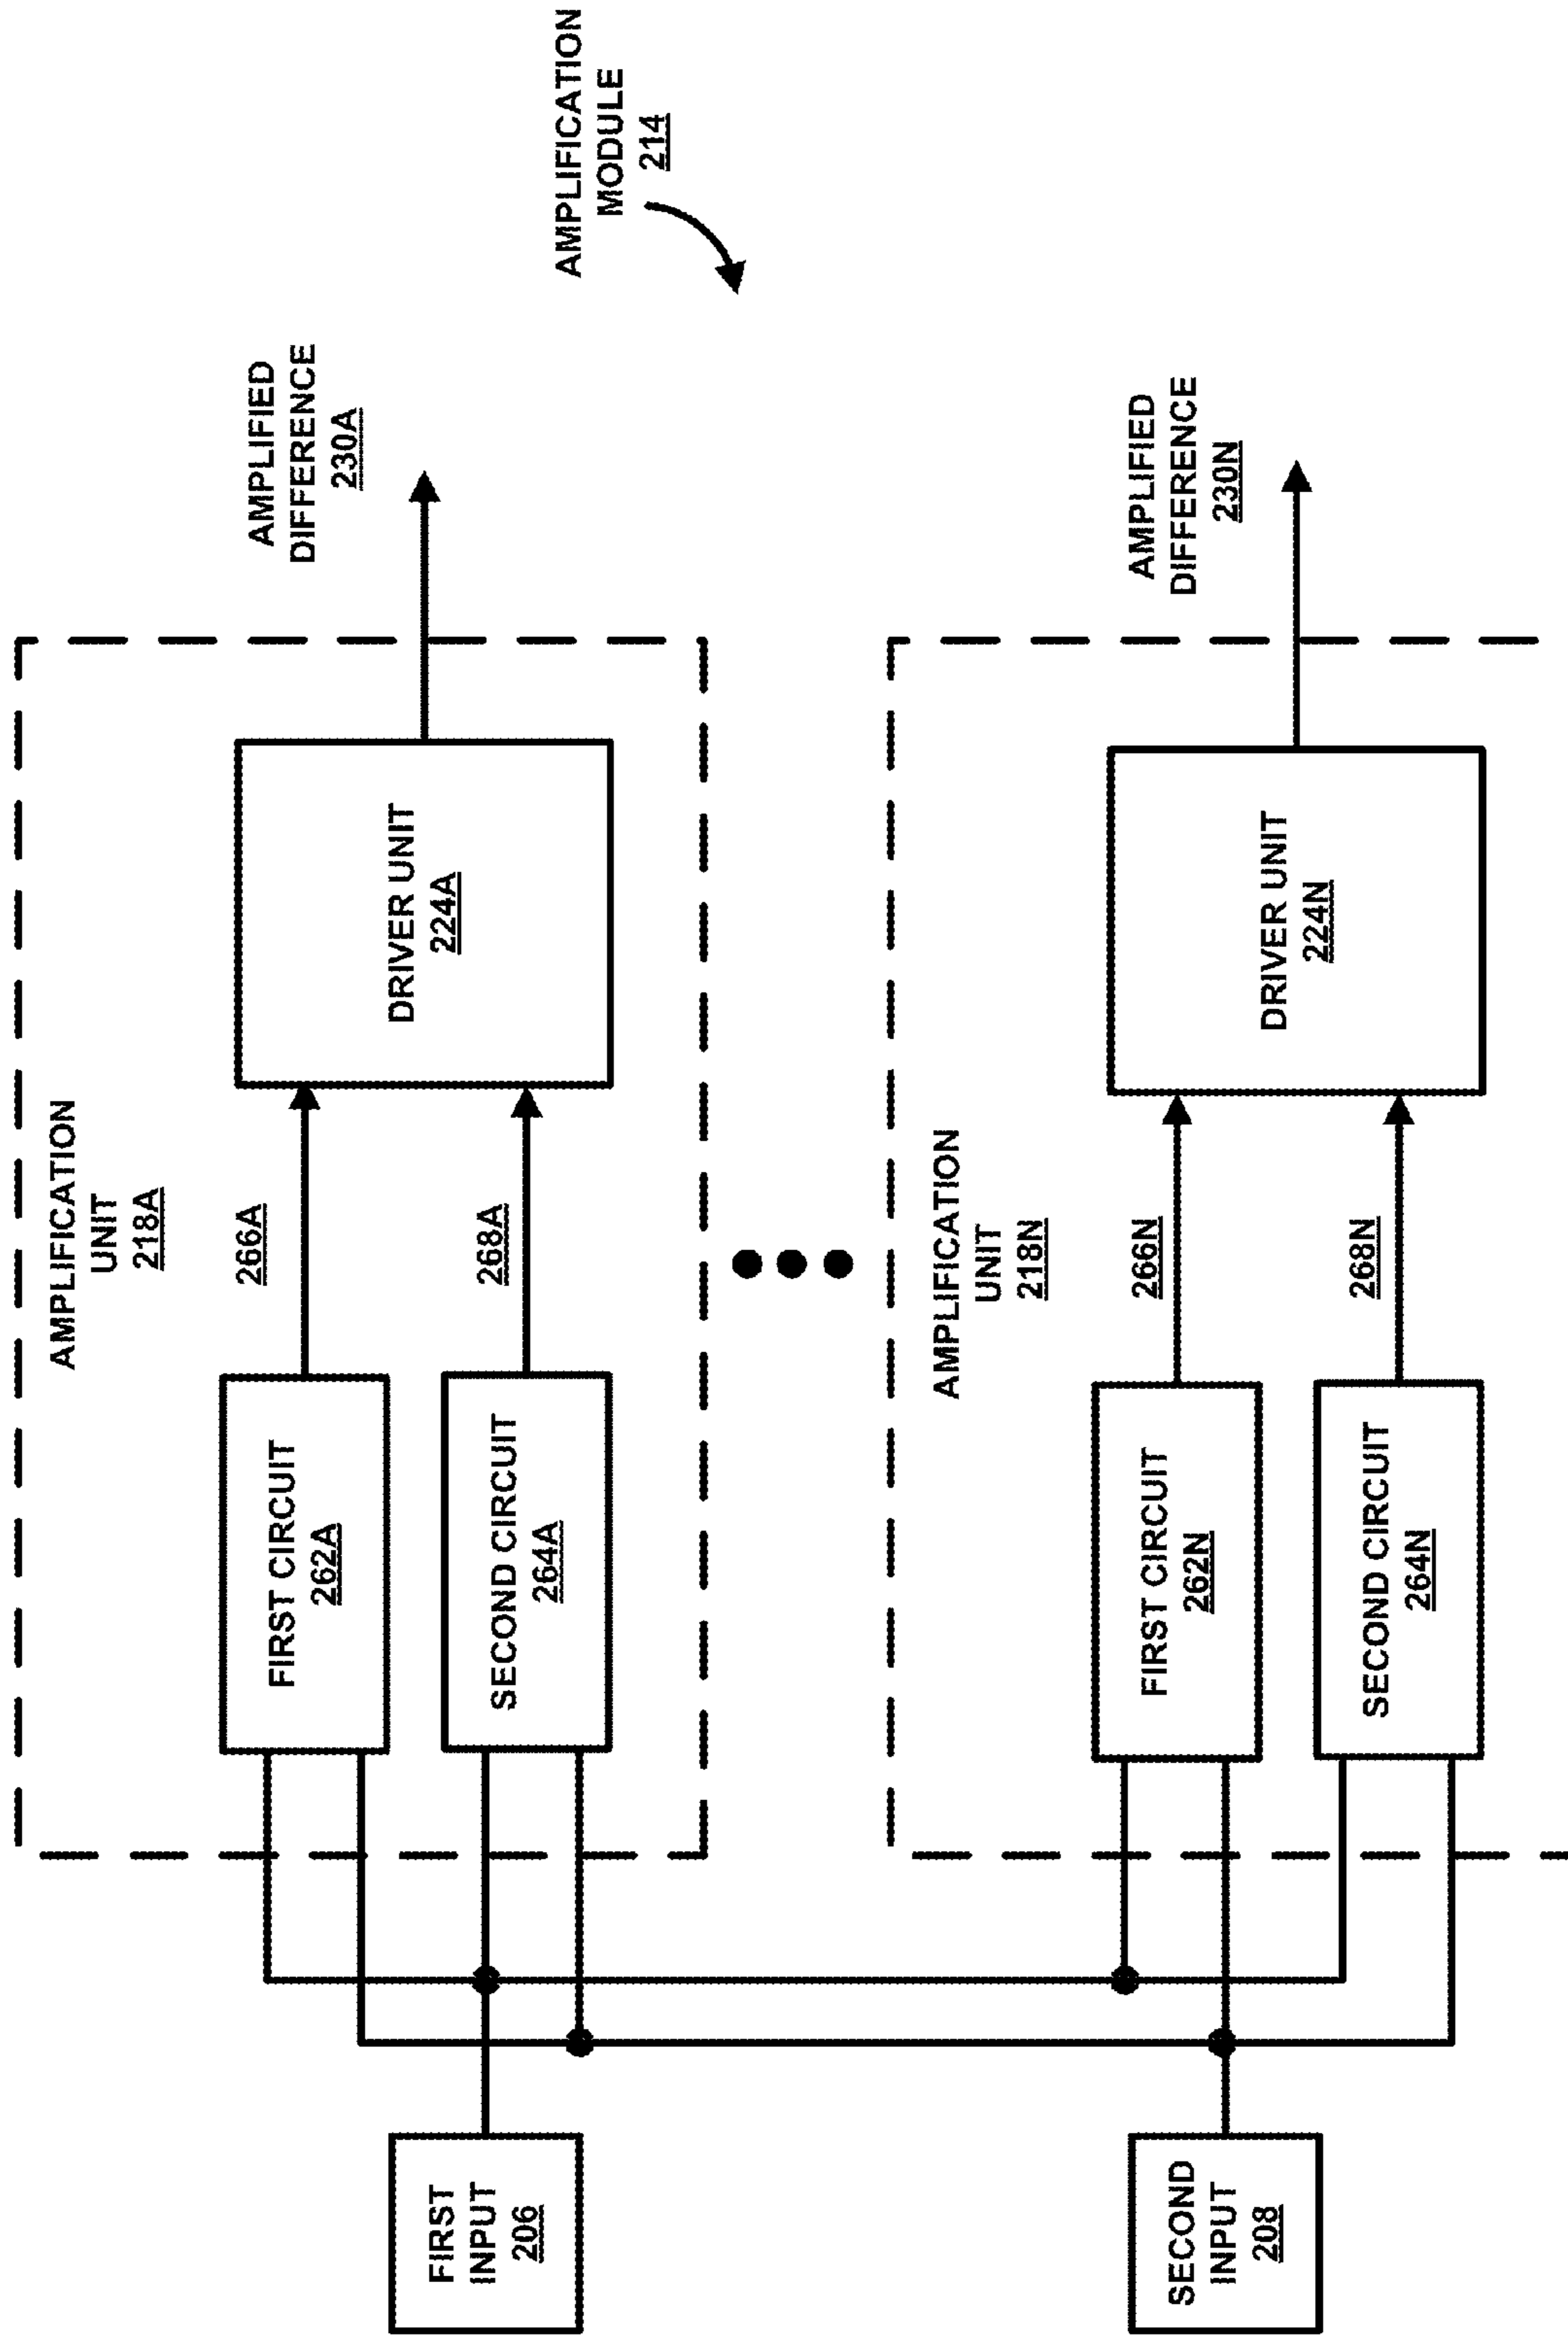 AMPLIFICATION
MODULE
214
AMPLIFICATION
UNIT
218A
FIRST CIRCUIT
262A
266A
SECOND CIRCUIT
264A
268A
DRIVER UNIT
224A
AMPLIFIED
DIFFERENCE
230A
FIRST
INPUT
206
AMPLIFICATION
UNIT
218N
FIRST CIRCUIT
262N
266N
SECOND CIRCUIT
264N
268N
DRIVER UNIT
224N
AMPLIFIED
DIFFERENCE
230N
SECOND
INPUT
208